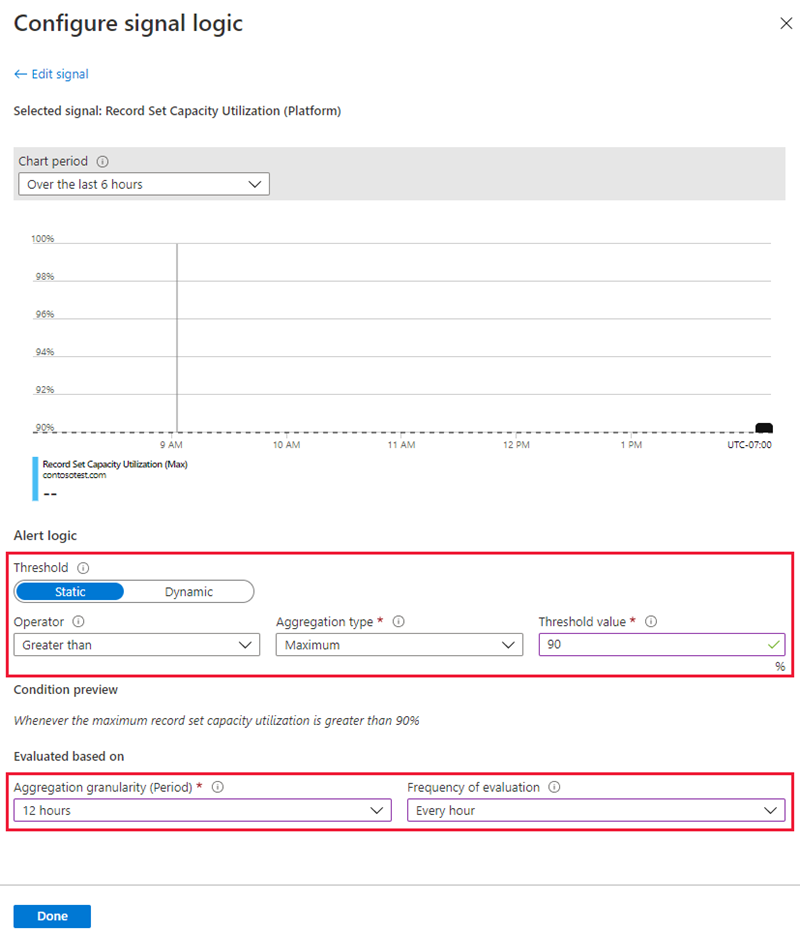 Configure signal logic
← Edit signal
Selected signal: Record Set Capacity Utilization (Platform)
Chart period
Over the last 6 hours
100%
98%
96%
94%
92%
90%
9 AM 10 AM 11 AM 12 PM 1 PM UTC-07:00
Record Set Capacity Utilization (Max)
contosotest.com
--
Alert logic
Threshold
Static Dynamic
Operator Aggregation type * Threshold value *
Greater than Maximum 90
%
Condition preview
Whenever the maximum record set capacity utilization is greater than 90%
Evaluated based on
Aggregation granularity (Period) * Frequency of evaluation
12 hours Every hour
Done